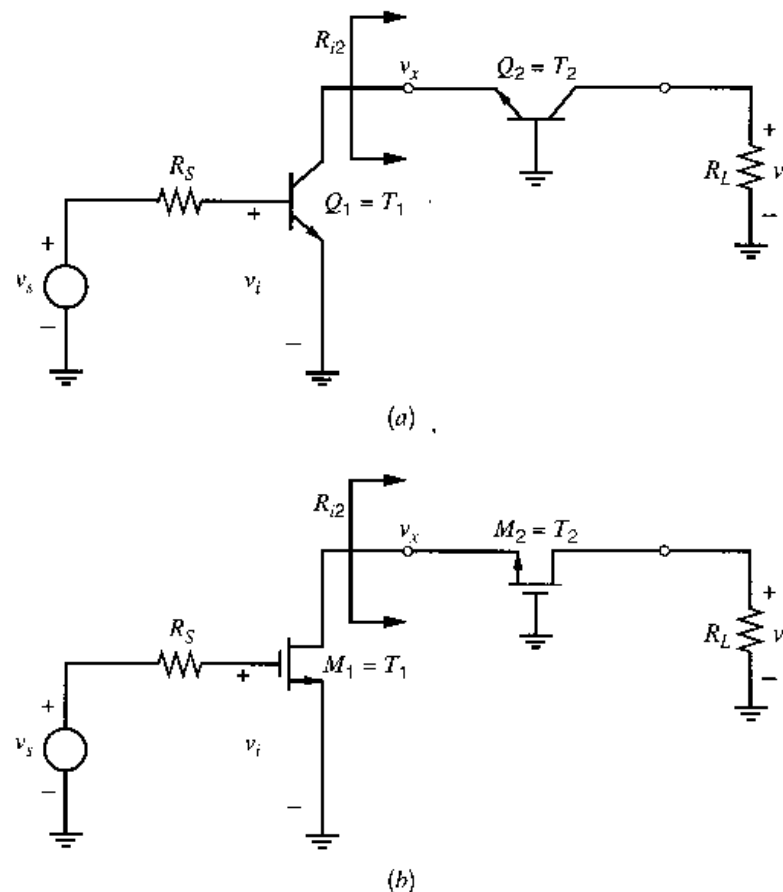 R_{i2}
v_x
Q_2 = T_2
R_S
+
Q_1 = T_1
+
R_L
v
−
+
v_s
−
v_i
−
(a)
R_{i2}
v_x
M_2 = T_2
R_S
+
M_1 = T_1
+
R_L
v
−
+
v_s
−
v_i
−
(b)